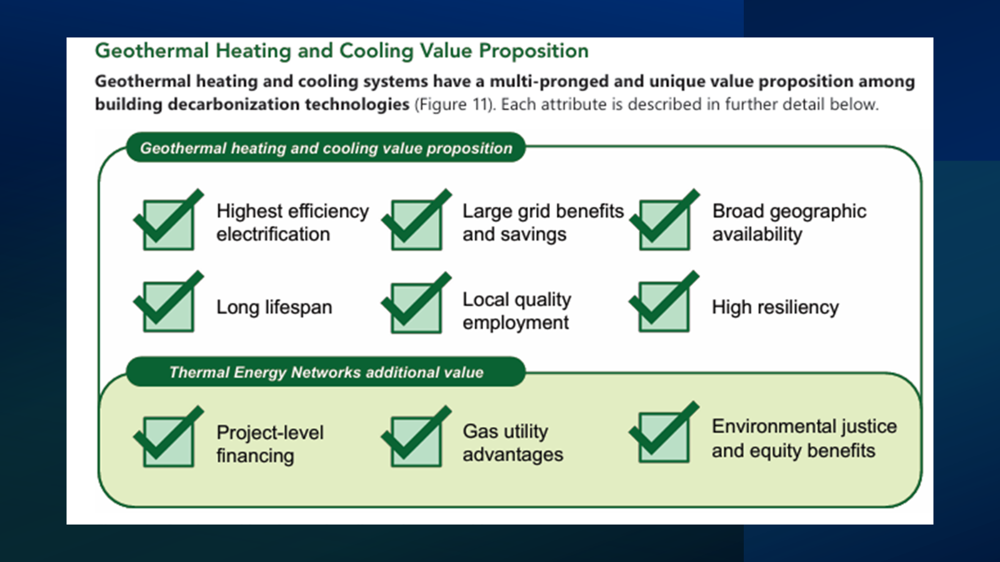 Geothermal Heating and Cooling Value Proposition
Geothermal heating and cooling systems have a multi-pronged and unique value proposition among
building decarbonization technologies (Figure 11). Each attribute is described in further detail below.
Geothermal heating and cooling value proposition
Highest efficiency
electrification
Large grid benefits
and savings
Broad geographic
availability
Long lifespan
Local quality
employment
High resiliency
Thermal Energy Networks additional value
Project-level
financing
Gas utility
advantages
Environmental justice
and equity benefits